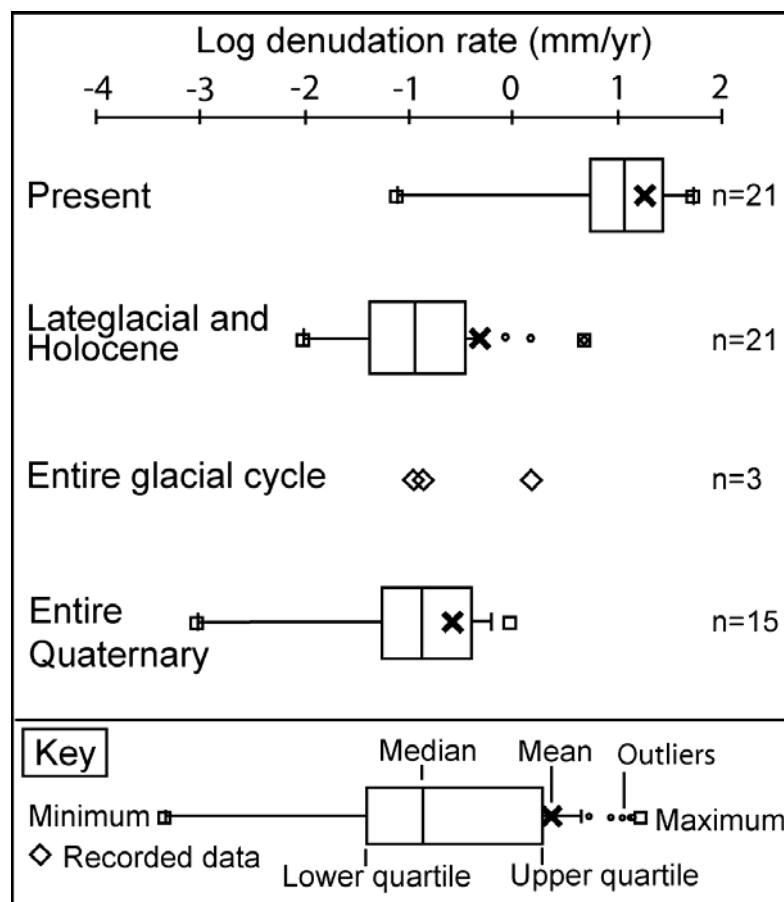 Log denudation rate (mm/yr)
-4 -3 -2 -1 0 1 2
Present n=21
Lateglacial and
Holocene n=21
Entire glacial cycle n=3
Entire
Quaternary n=15
Key
Median Mean Outliers
Minimum Maximum
Recorded data
Lower quartile Upper quartile